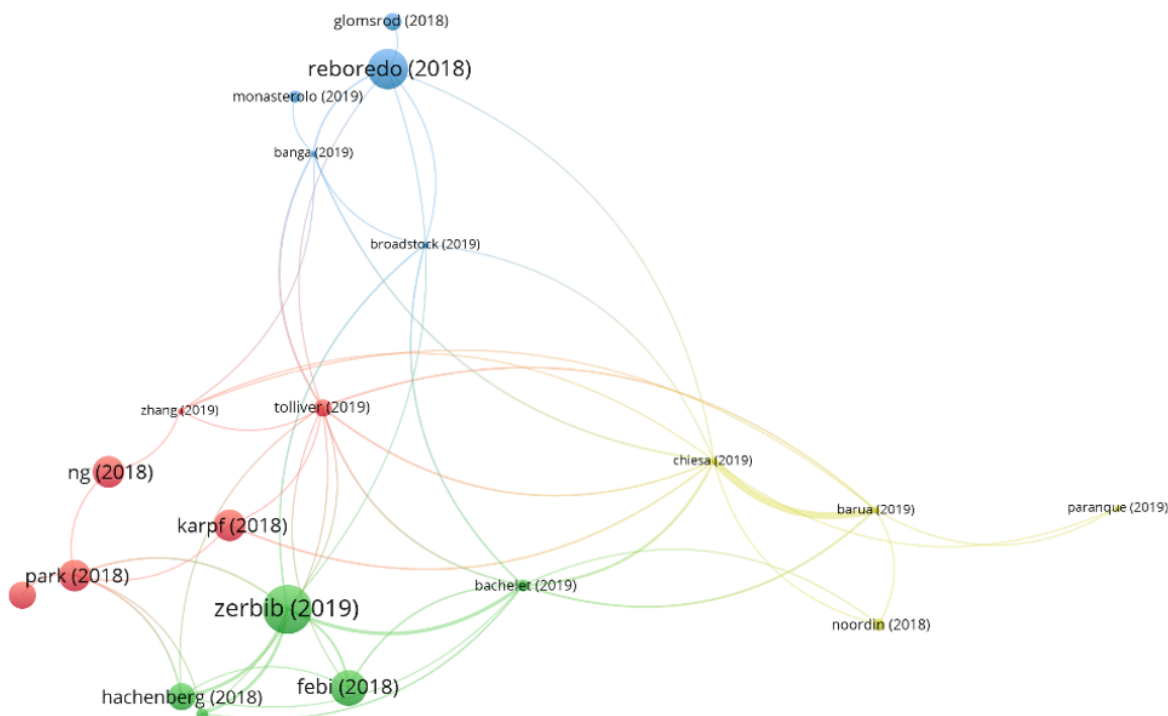 glomsrod (2018)
reboredo (2018)
monasterolo (2019)
banga (2019)
broadstock (2019)
zhang (2019)
tolliver (2019)
ng (2018)
chiesa (2019)
karpf (2018)
barua (2019)
paranque (2019)
park (2018)
bachelet (2019)
zerbib (2019)
noordin (2018)
febi (2018)
hachenberg (2018)